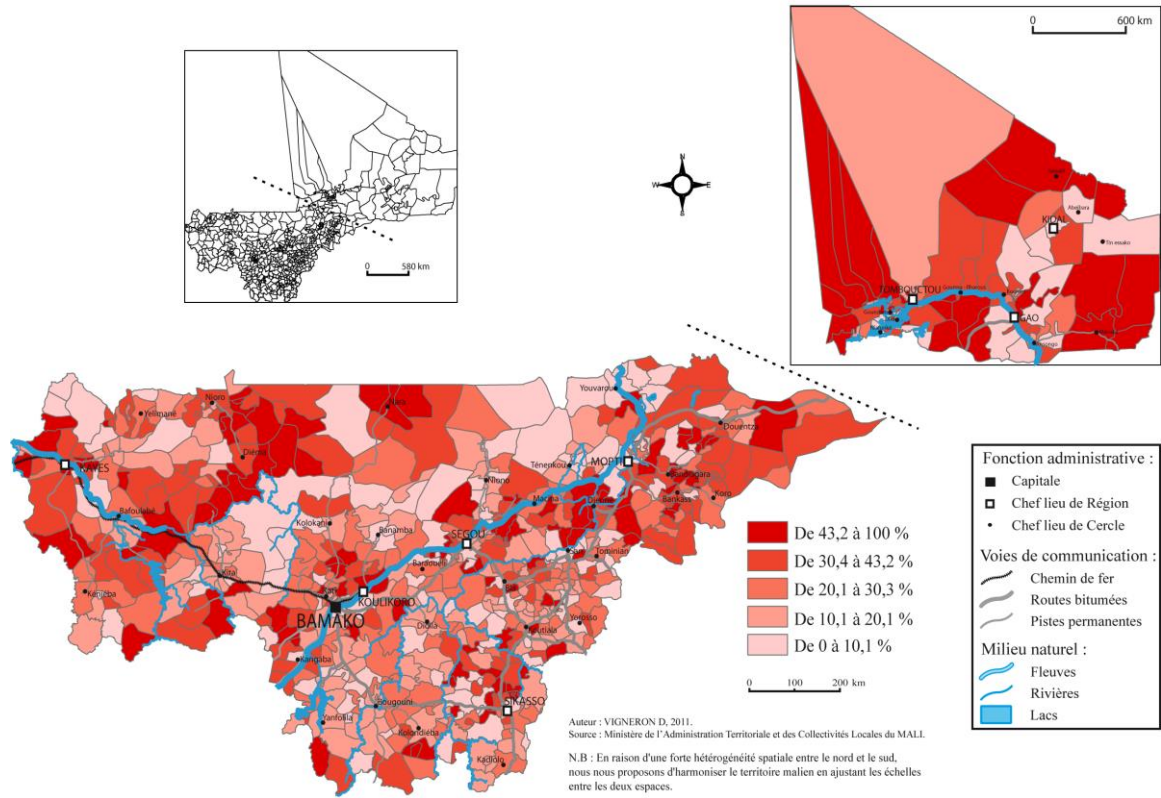 0 580 km
N
W E
S
0 600 km
KIDAL
Abeïbara
Tin essako
TOMBOUCTOU
GAO
Youvarou
Nioro
Nara
Yélimané
Diéma
Douentza
KAYES
Ténenkou
MOPTI
Bandiagara
Niono
Bankass
Koro
Macina
Djenné
Bafoulabé
Kolokani
Banamba
SEGOU
San
Tominian
Baraouéli
Kita
Kati
KOULIKORO
Kéniéba
BAMAKO
Dioïla
Koutiala
Yorosso
Kangaba
SIKASSO
Bougouni
Yanfolila
Kolondiéba
Kadiolo
De 43,2 à 100 %
De 30,4 à 43,2 %
De 20,1 à 30,3 %
De 10,1 à 20,1 %
De 0 à 10,1 %
0 100 200 km
Fonction administrative :
Capitale
Chef lieu de Région
Chef lieu de Cercle
Voies de communication :
Chemin de fer
Routes bitumées
Pistes permanentes
Milieu naturel :
Fleuves
Rivières
Lacs
Auteur : VIGNERON D, 2011.
Source : Ministère de l'Administration Territoriale et des Collectivités Locales du MALI.
N.B : En raison d'une forte hétérogénéité spatiale entre le nord et le sud,
nous nous proposons d'harmoniser le territoire malien en ajustant les échelles
entre les deux espaces.